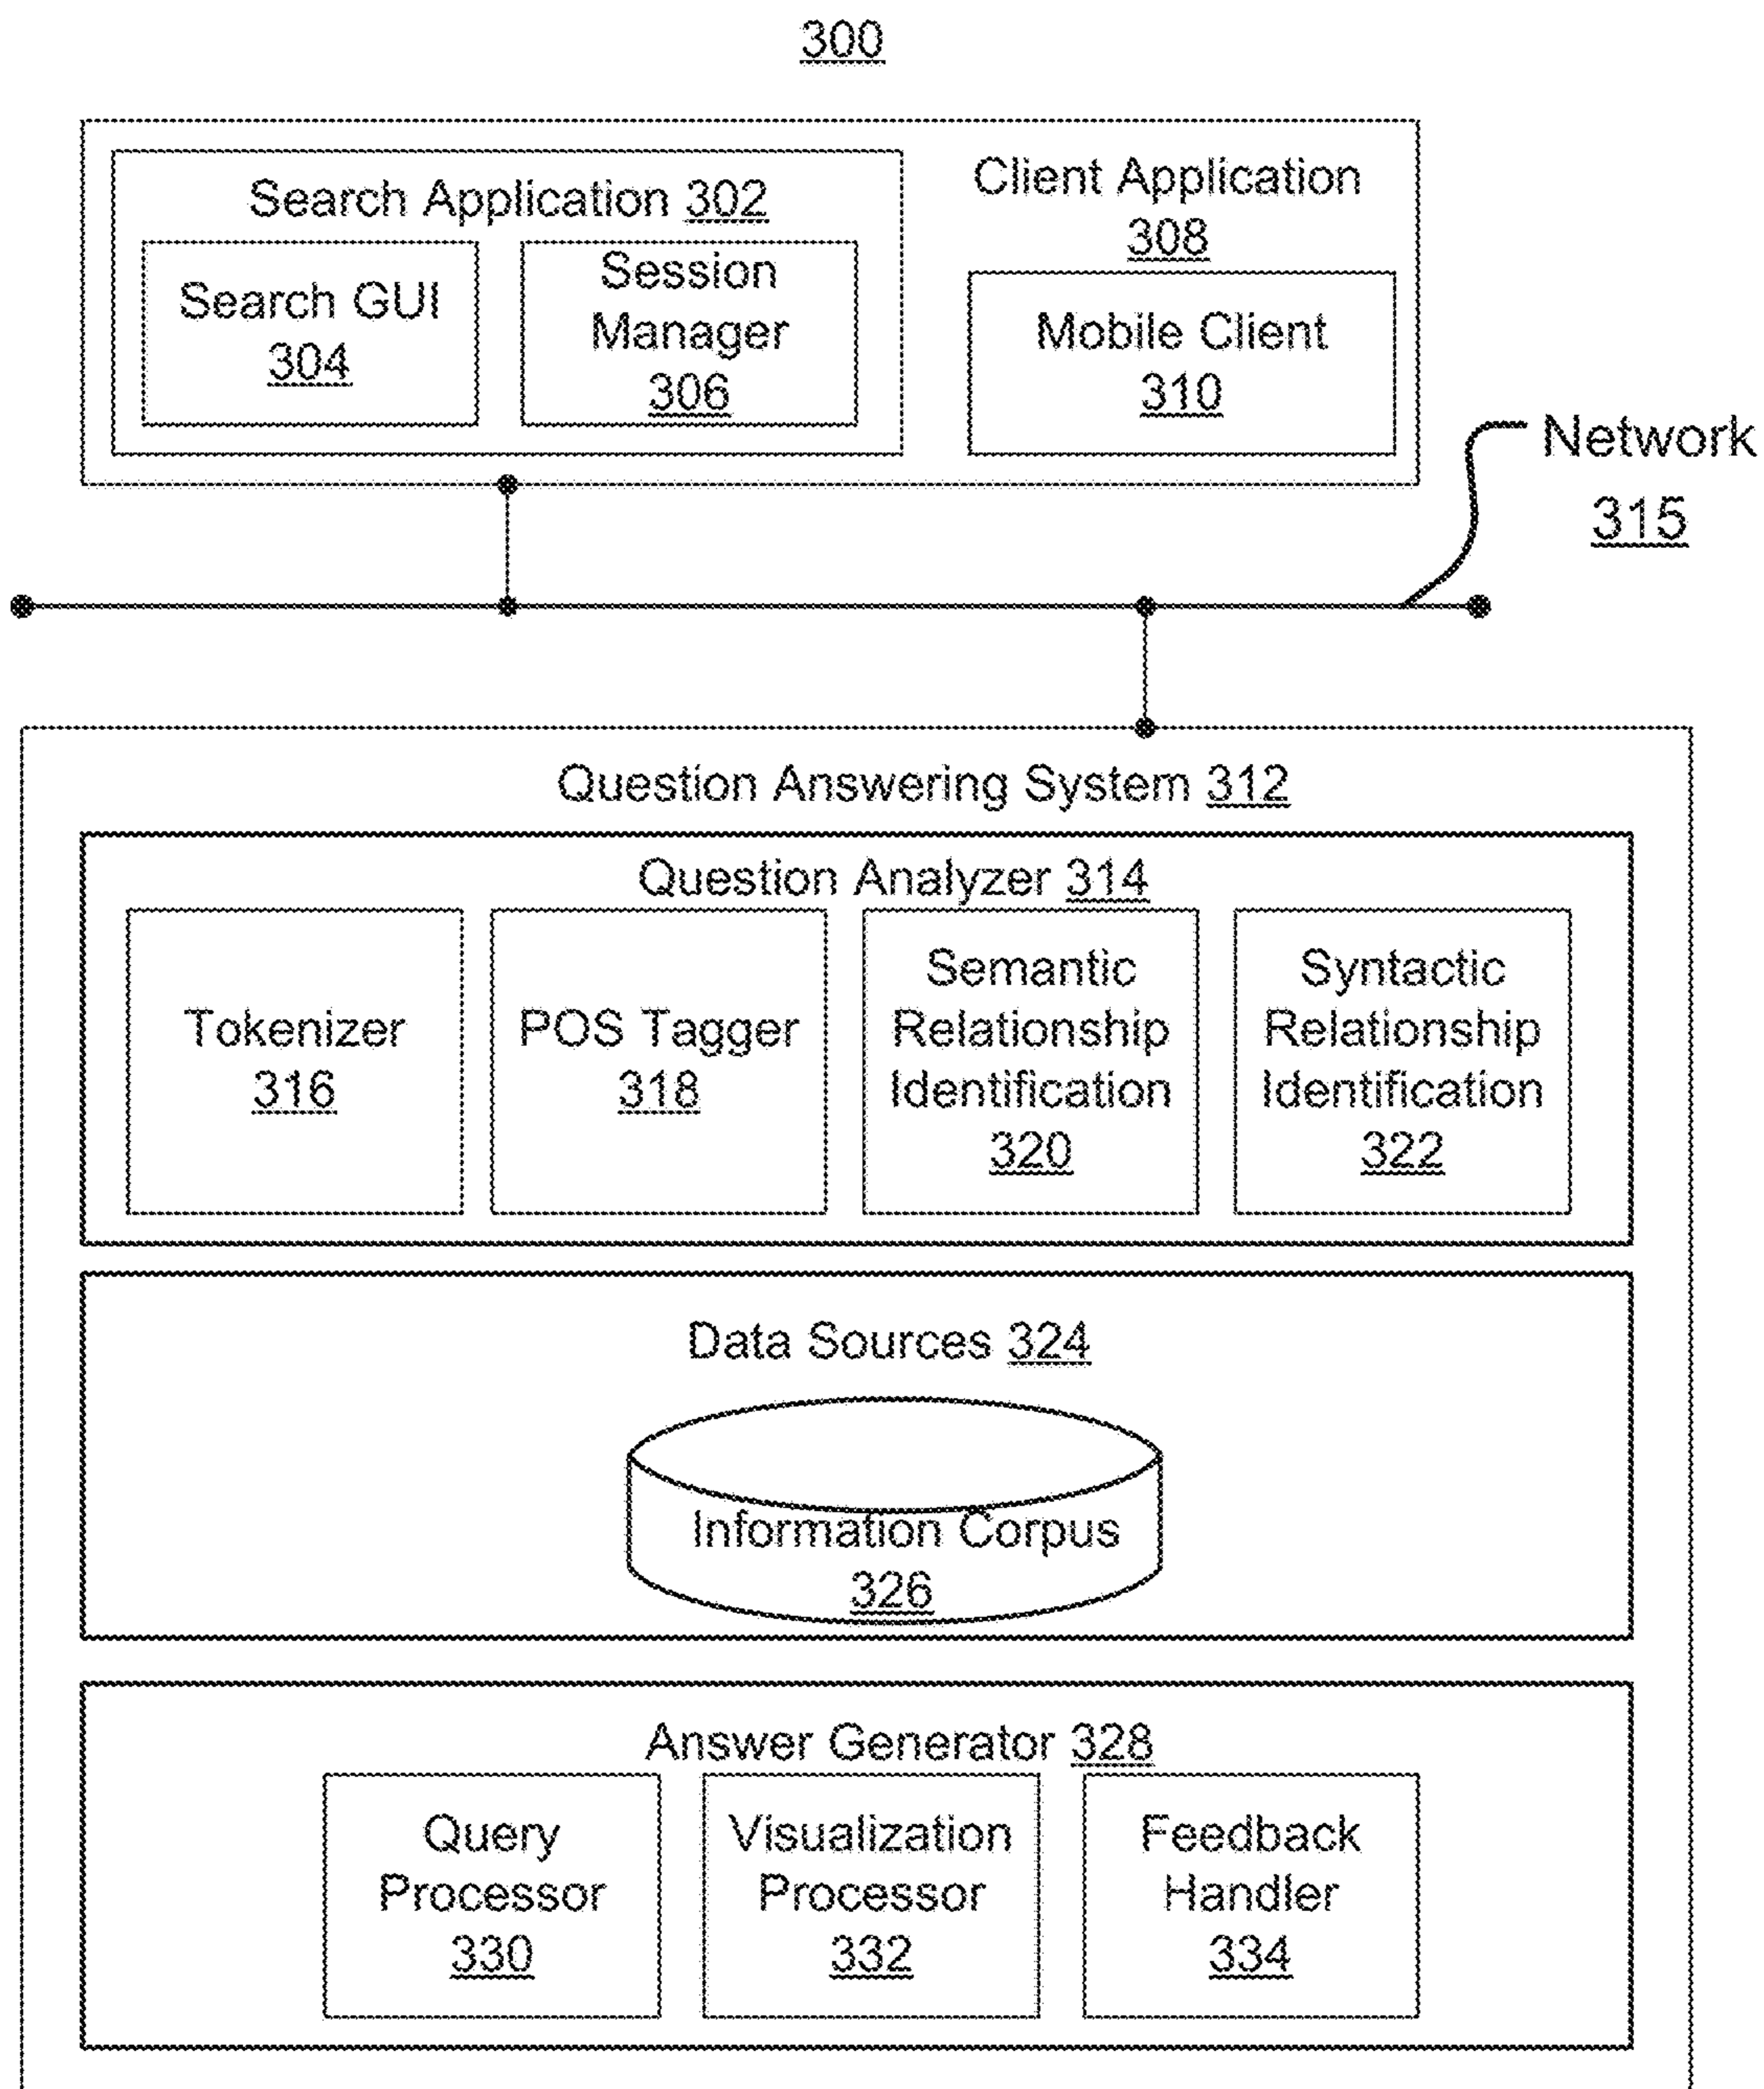 300
Search Application 302
Client Application
308
Search GUI
304
Session
Manager
306
Mobile Client
310
Network
315
Question Answering System 312
Question Analyzer 314
Tokenizer
316
POS Tagger
318
Semantic
Relationship
Identification
320
Syntactic
Relationship
Identification
322
Data Sources 324
Information Corpus
326
Answer Generator 328
Query
Processor
330
Visualization
Processor
332
Feedback
Handler
334